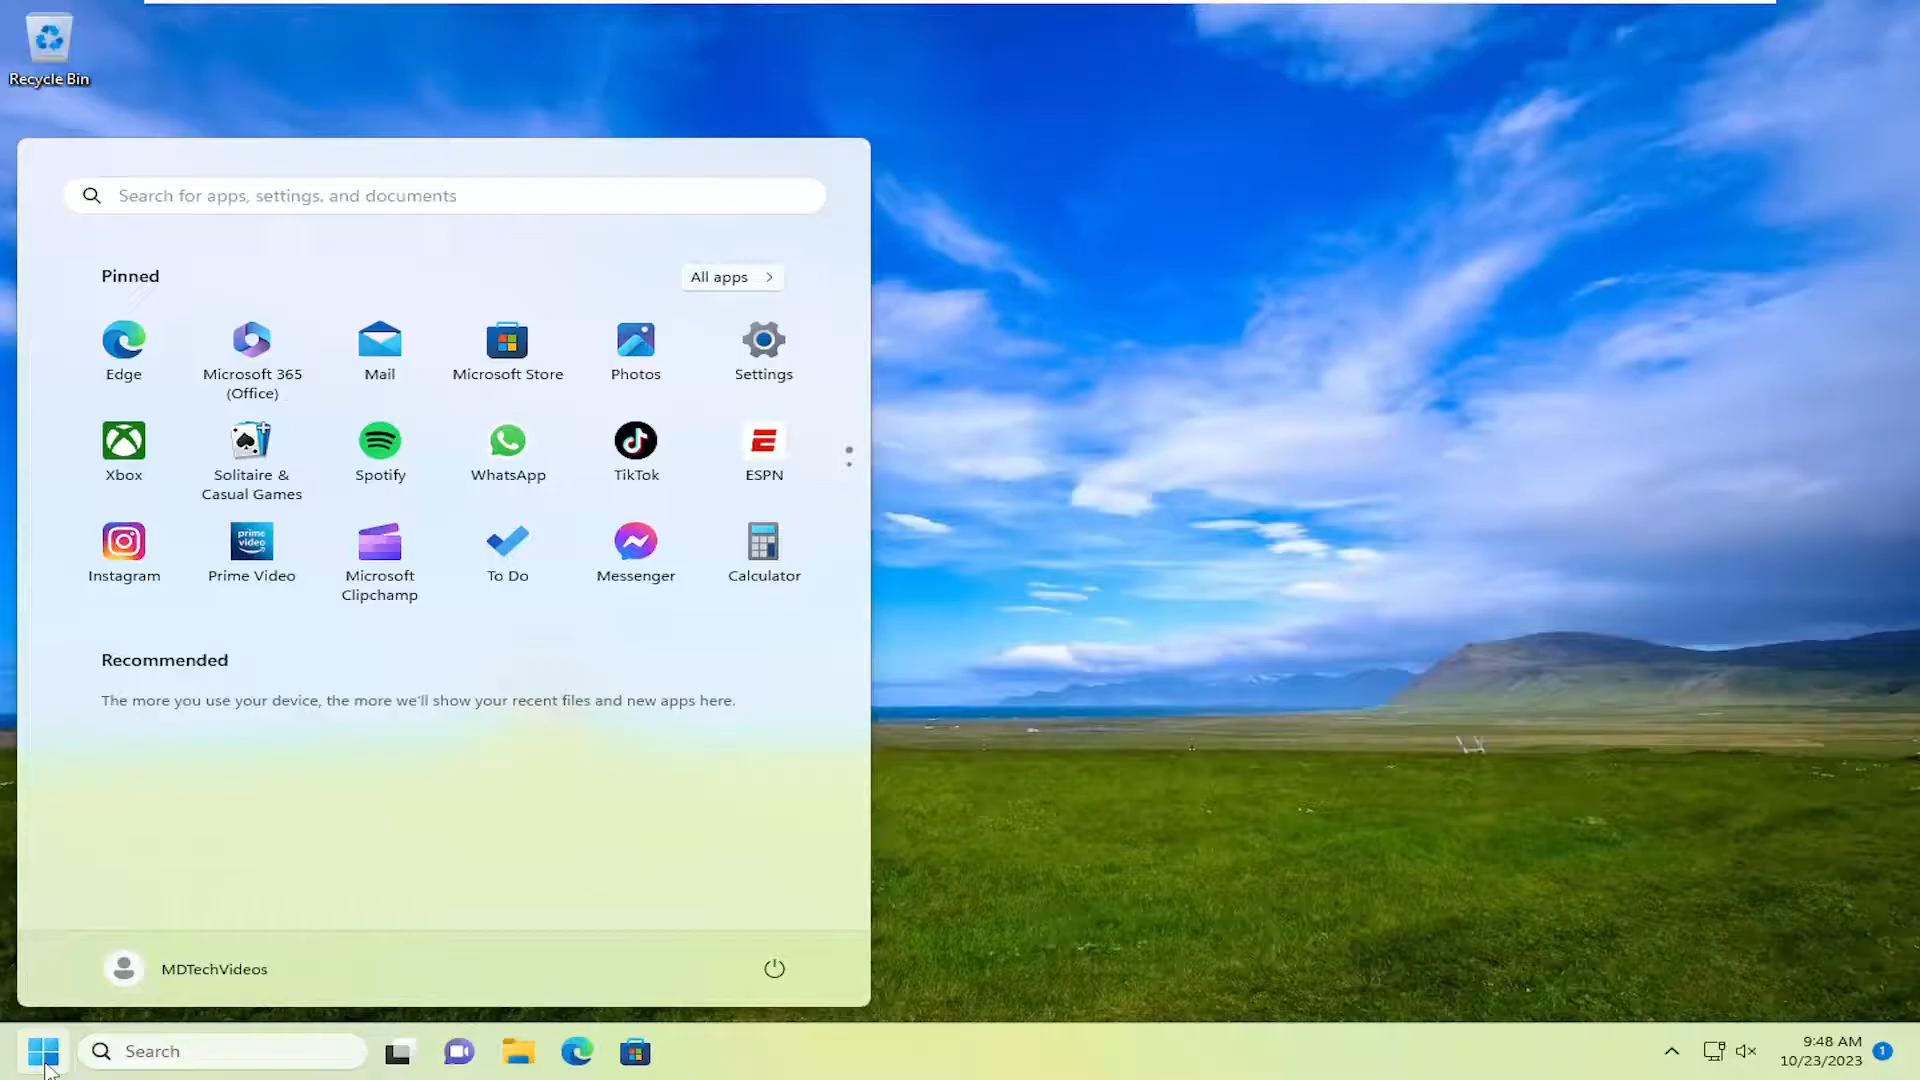 Recycle Bin
Search for apps, settings, and documents
Pinned
All apps
Edge
Microsoft 365
(Office)
Mail
Microsoft Store
Photos
Settings
Xbox
Solitaire &
Casual Games
Spotify
WhatsApp
TikTok
ESPN
Instagram
prime
video
Prime Video
Microsoft
Clipchamp
To Do
Messenger
Calculator
Recommended
The more you use your device, the more we'll show your recent files and new apps here.
MDTechVideos
Search
9:48 AM
10/23/2023
1